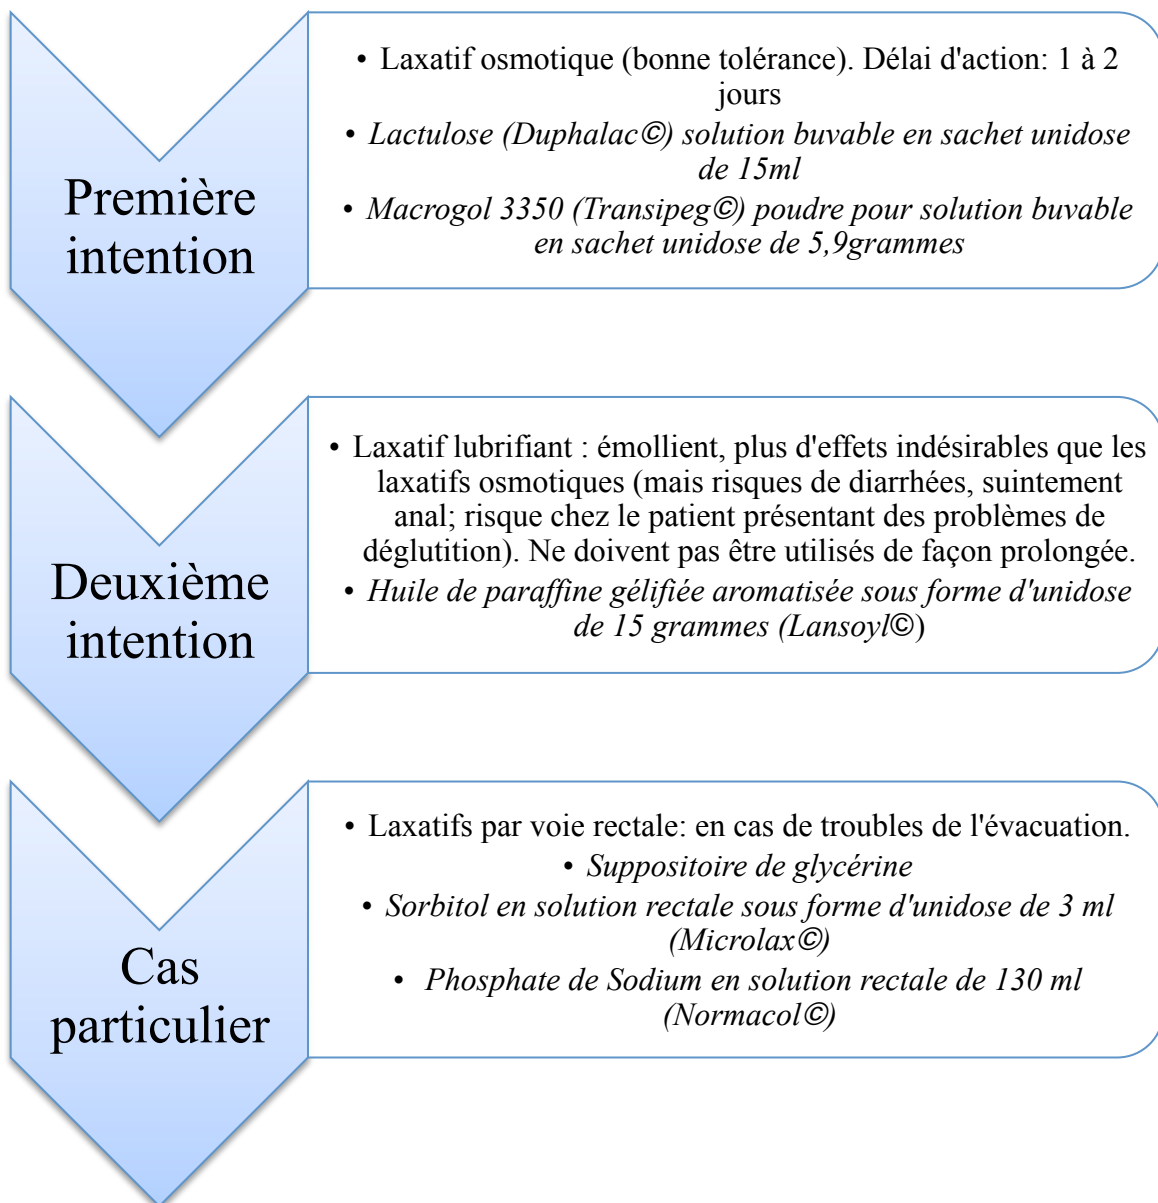 Première
intention
• Laxatif osmotique (bonne tolérance). Délai d'action: 1 à 2
jours
• Lactulose (Duphalac©) solution buvable en sachet unidose
de 15ml
• Macrogol 3350 (Transipeg©) poudre pour solution buvable
en sachet unidose de 5,9grammes
Deuxième
intention
• Laxatif lubrifiant : émollient, plus d'effets indésirables que les
laxatifs osmotiques (mais risques de diarrhées, suintement
anal; risque chez le patient présentant des problèmes de
déglutition). Ne doivent pas être utilisés de façon prolongée.
• Huile de paraffine gélifiée aromatisée sous forme d'unidose
de 15 grammes (Lansoyl©)
Cas
particulier
• Laxatifs par voie rectale: en cas de troubles de l'évacuation.
• Suppositoire de glycérine
• Sorbitol en solution rectale sous forme d'unidose de 3 ml
(Microlax©)
• Phosphate de Sodium en solution rectale de 130 ml
(Normacol©)